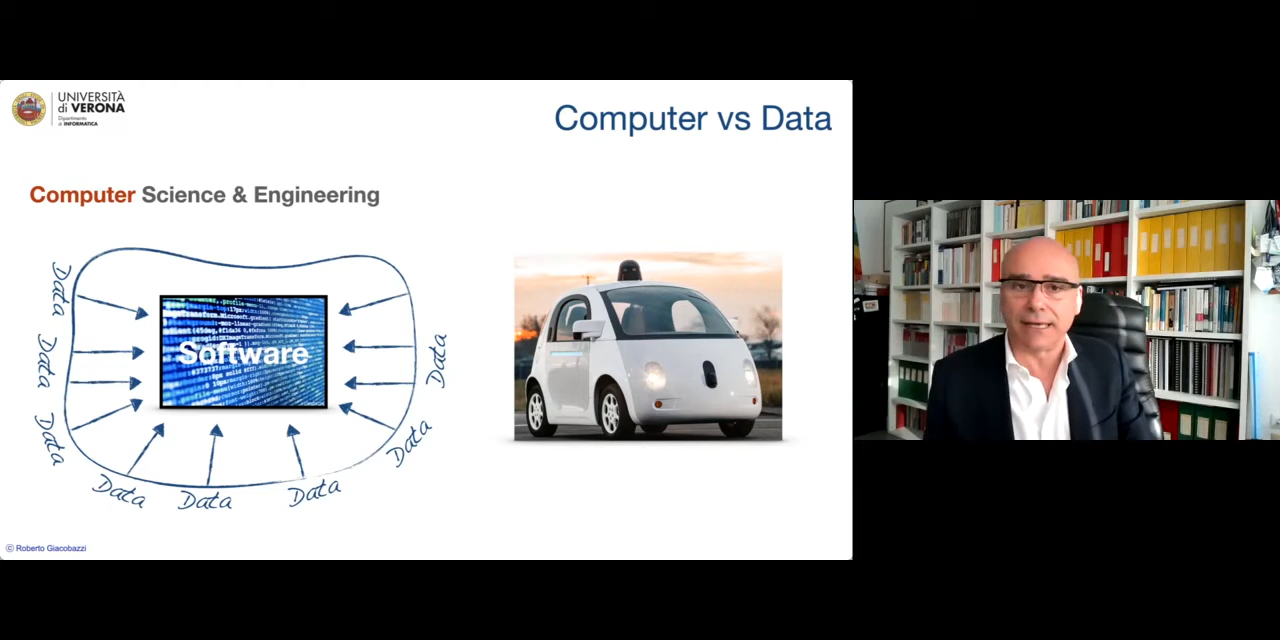 UNIVERSITÀ
di VERONA
Dipartimento
di INFORMATICA
Computer vs Data
Computer Science & Engineering
Data
Data
Data
Data
Data
Data
Data
Data
Software
© Roberto Giacobazzi